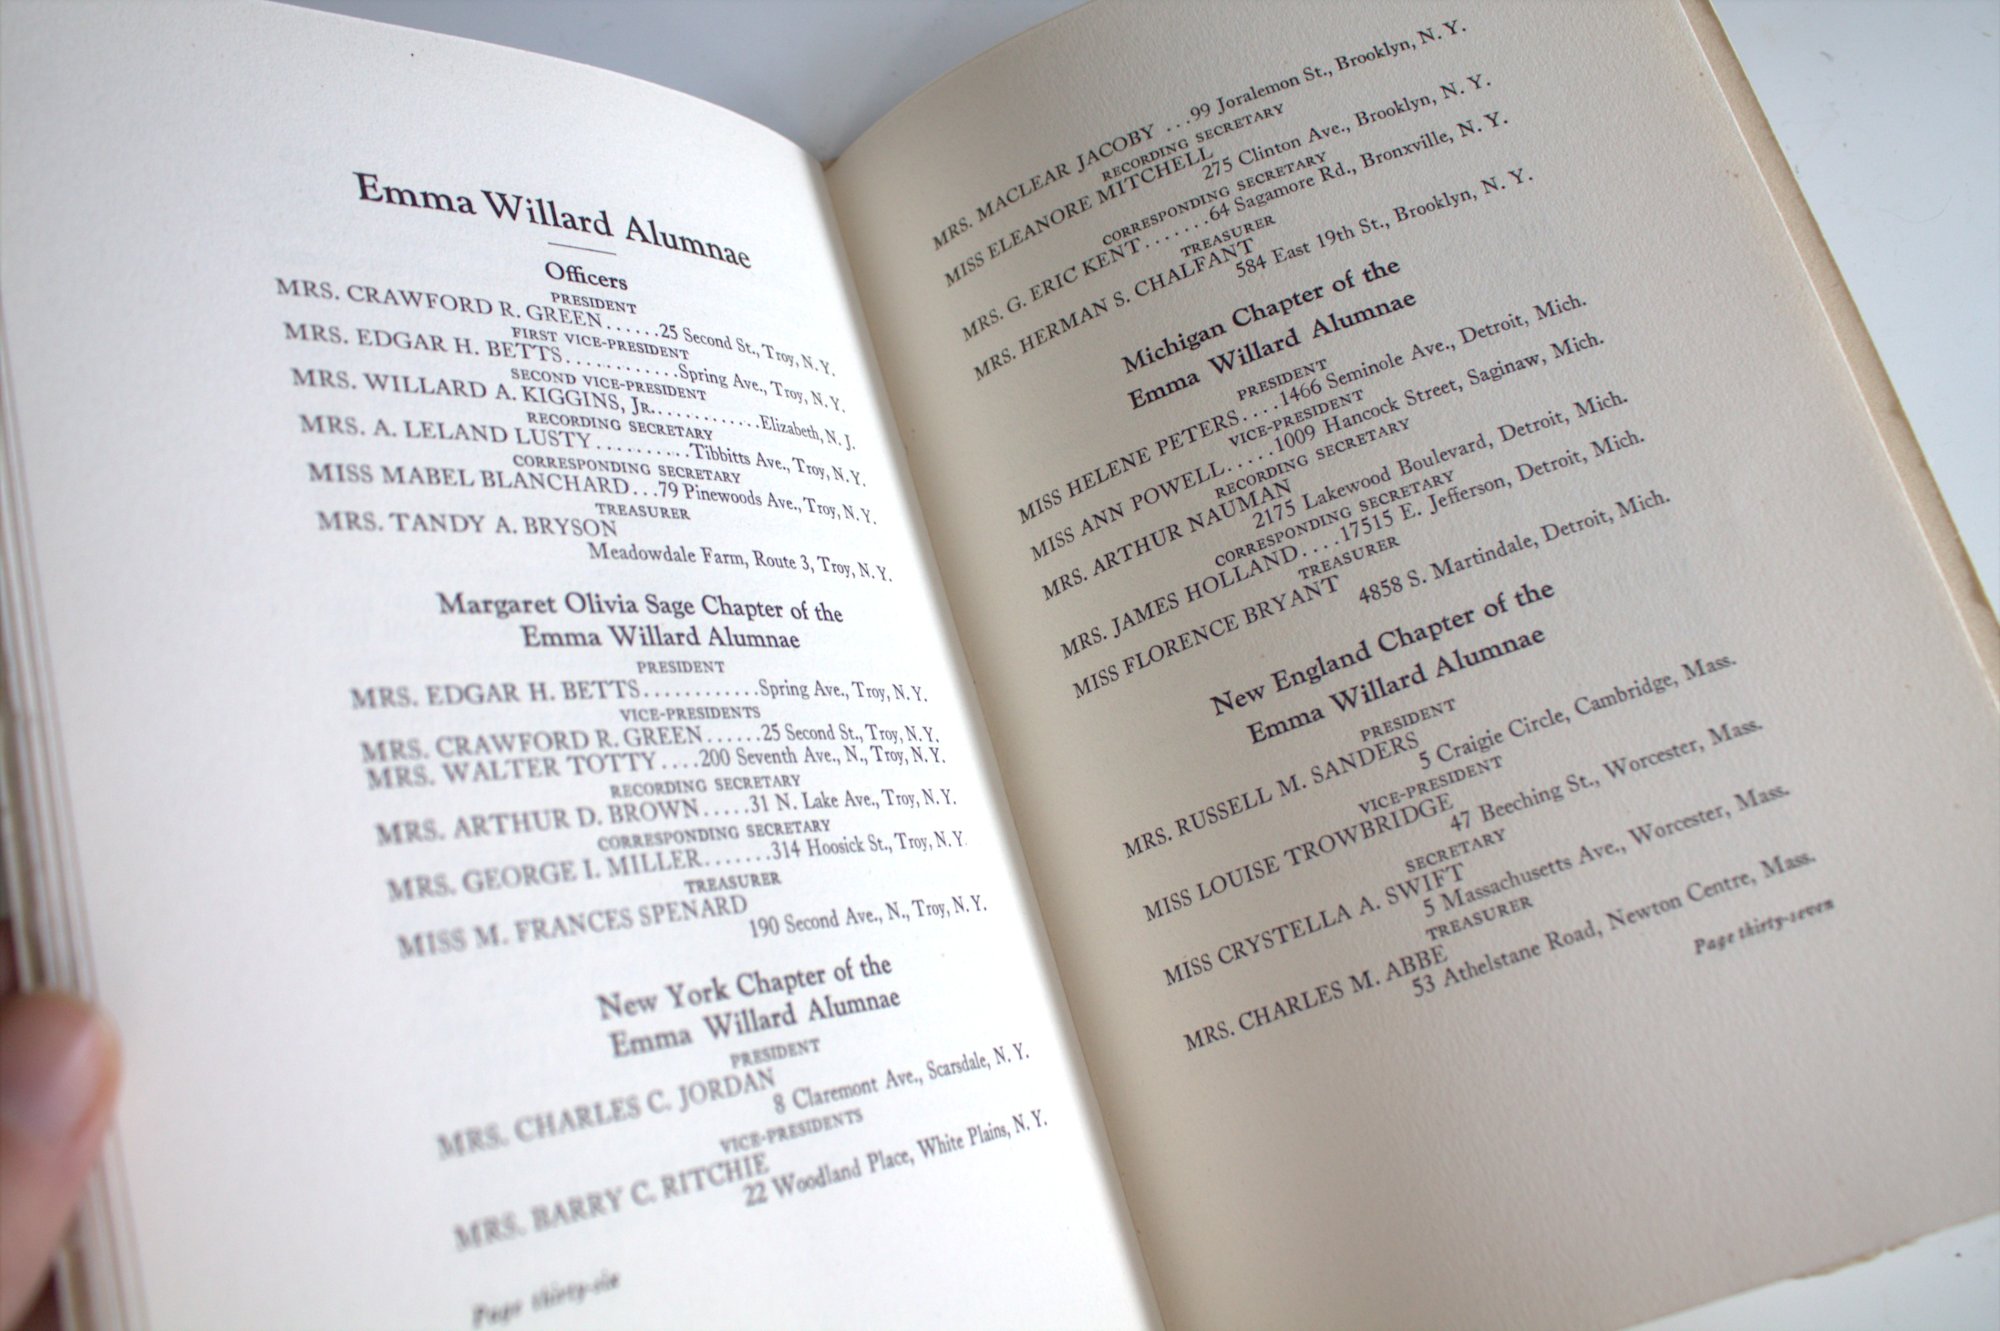 Emma Willard Alumnae
Officers
PRESIDENT
MRS. CRAWFORD R. GREEN......25 Second St., Troy, N.Y.
FIRST VICE-PRESIDENT
MRS. EDGAR H. BETTS............Spring Ave., Troy, N.Y.
SECOND VICE-PRESIDENT
MRS. WILLARD A. KIGGINS, Jr.............Elizabeth, N. J.
RECORDING SECRETARY
MRS. A. LELAND LUSTY..........Tibbitts Ave., Troy, N.Y.
CORRESPONDING SECRETARY
MISS MABEL BLANCHARD...79 Pinewoods Ave., Troy, N.Y.
TREASURER
MRS. TANDY A. BRYSON
Meadowdale Farm, Route 3, Troy, N.Y.
Margaret Olivia Sage Chapter of the
Emma Willard Alumnae
PRESIDENT
MRS. EDGAR H. BETTS............Spring Ave., Troy, N.Y.
VICE-PRESIDENTS
MRS. CRAWFORD R. GREEN......25 Second St., Troy, N.Y.
MRS. WALTER TOTTY....200 Seventh Ave., N., Troy, N.Y.
RECORDING SECRETARY
MRS. ARTHUR D. BROWN.....31 N. Lake Ave., Troy, N.Y.
CORRESPONDING SECRETARY
MRS. GEORGE I. MILLER.......314 Hoosick St., Troy, N.Y.
TREASURER
MISS M. FRANCES SPENARD
190 Second Ave., N., Troy, N.Y.
New York Chapter of the
Emma Willard Alumnae
PRESIDENT
MRS. CHARLES C. JORDAN
8 Claremont Ave., Scarsdale, N. Y.
VICE-PRESIDENTS
MRS. BARRY C. RITCHIE
22 Woodland Place, White Plains, N. Y.
Page thirty-six
MRS. MACLEAR JACOBY ...99 Joralemon St., Brooklyn, N. Y.
RECORDING SECRETARY
MISS ELEANORE MITCHELL
275 Clinton Ave., Brooklyn, N. Y.
CORRESPONDING SECRETARY
MRS. G. ERIC KENT.......64 Sagamore Rd., Bronxville, N. Y.
TREASURER
MRS. HERMAN S. CHALFANT
584 East 19th St., Brooklyn, N. Y.
Michigan Chapter of the
Emma Willard Alumnae
PRESIDENT
MISS HELENE PETERS....1466 Seminole Ave., Detroit, Mich.
VICE-PRESIDENT
MISS ANN POWELL.....1009 Hancock Street, Saginaw, Mich.
RECORDING SECRETARY
MRS. ARTHUR NAUMAN
2175 Lakewood Boulevard, Detroit, Mich.
CORRESPONDING SECRETARY
MRS. JAMES HOLLAND....17515 E. Jefferson, Detroit, Mich.
TREASURER
MISS FLORENCE BRYANT
4858 S. Martindale, Detroit, Mich.
New England Chapter of the
Emma Willard Alumnae
PRESIDENT
MRS. RUSSELL M. SANDERS
5 Craigie Circle, Cambridge, Mass.
VICE-PRESIDENT
MISS LOUISE TROWBRIDGE
47 Beeching St., Worcester, Mass.
SECRETARY
MISS CRYSTELLA A. SWIFT
5 Massachusetts Ave., Worcester, Mass.
TREASURER
MRS. CHARLES M. ABBE
53 Athelstane Road, Newton Centre, Mass.
Page thirty-seven